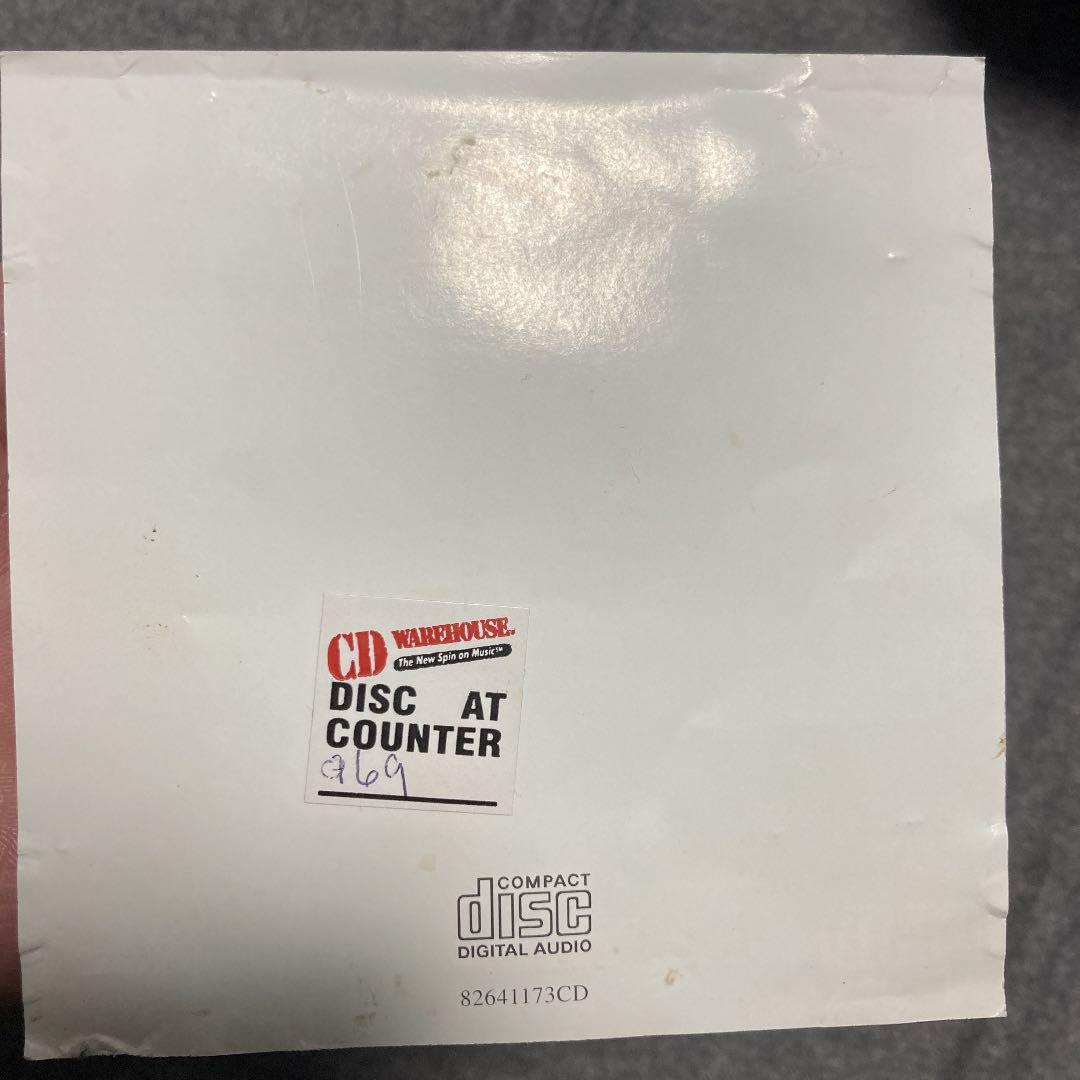 CD WAREHOUSE.
The New Spin on Music℠
DISC AT
COUNTER
969
COMPACT
disc
DIGITAL AUDIO
82641173CD